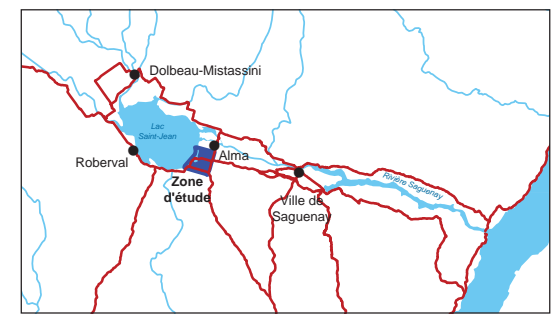 Dolbeau-Mistassini
Lac
Saint-Jean
Roberval
Alma
Zone
d'étude
Ville de
Saguenay
Rivière Saguenay